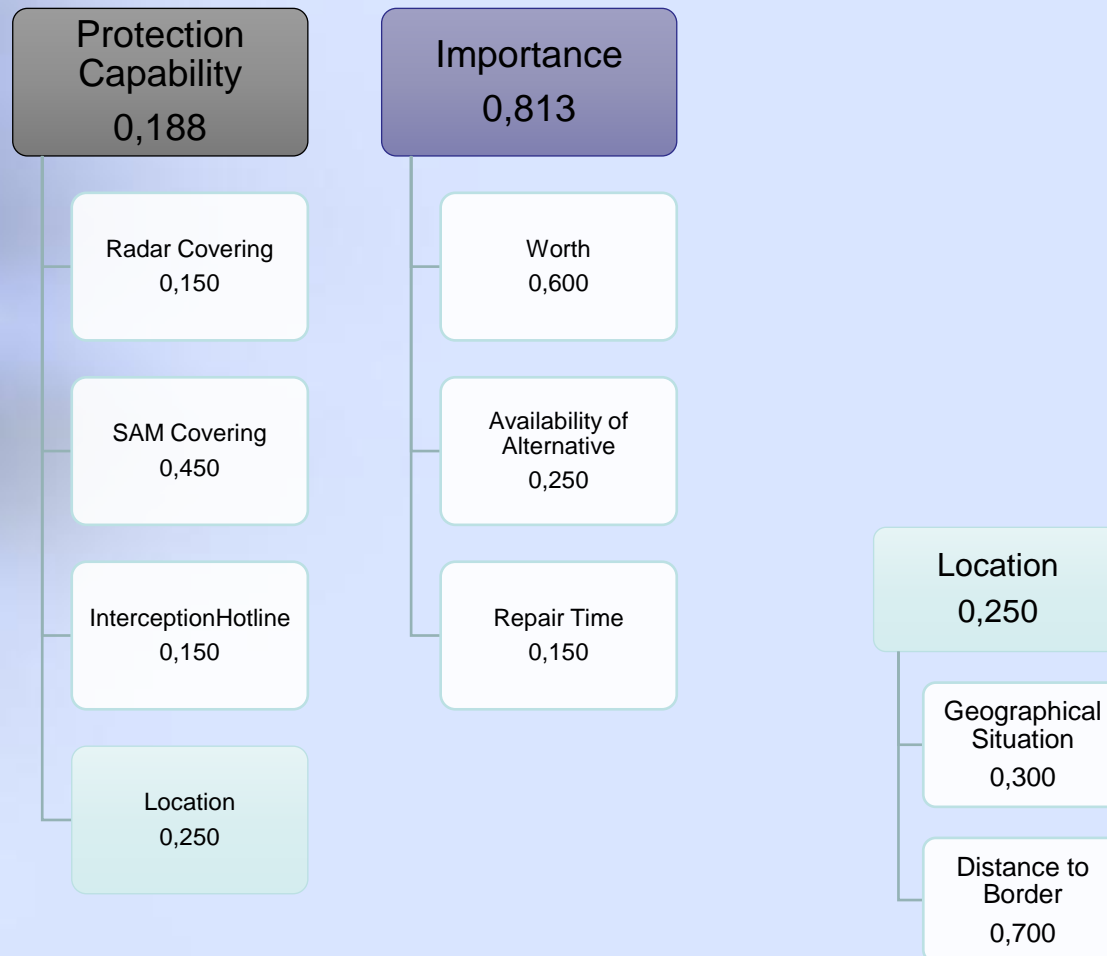 Protection
Capability
0,188
Radar Covering
0,150
SAM Covering
0,450
InterceptionHotline
0,150
Location
0,250
Importance
0,813
Worth
0,600
Availability of
Alternative
0,250
Repair Time
0,150
Location
0,250
Geographical
Situation
0,300
Distance to
Border
0,700